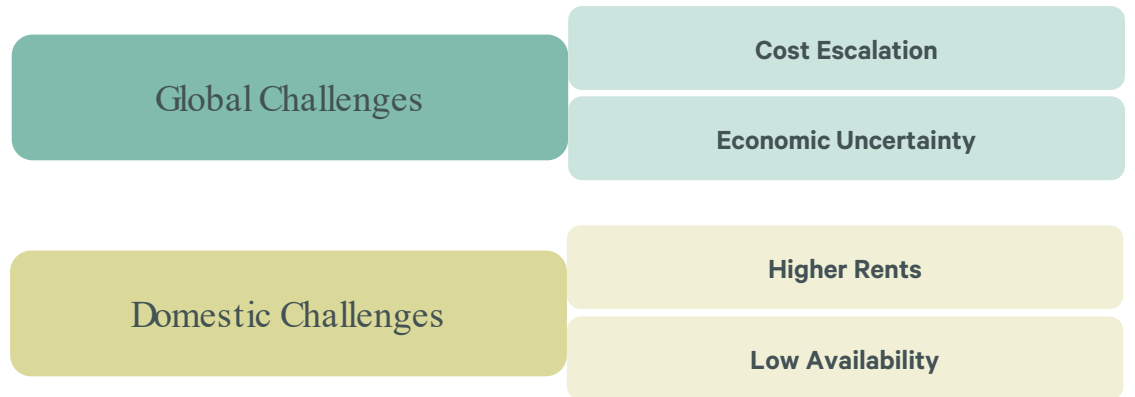 Global Challenges
Cost Escalation
Economic Uncertainty
Domestic Challenges
Higher Rents
Low Availability